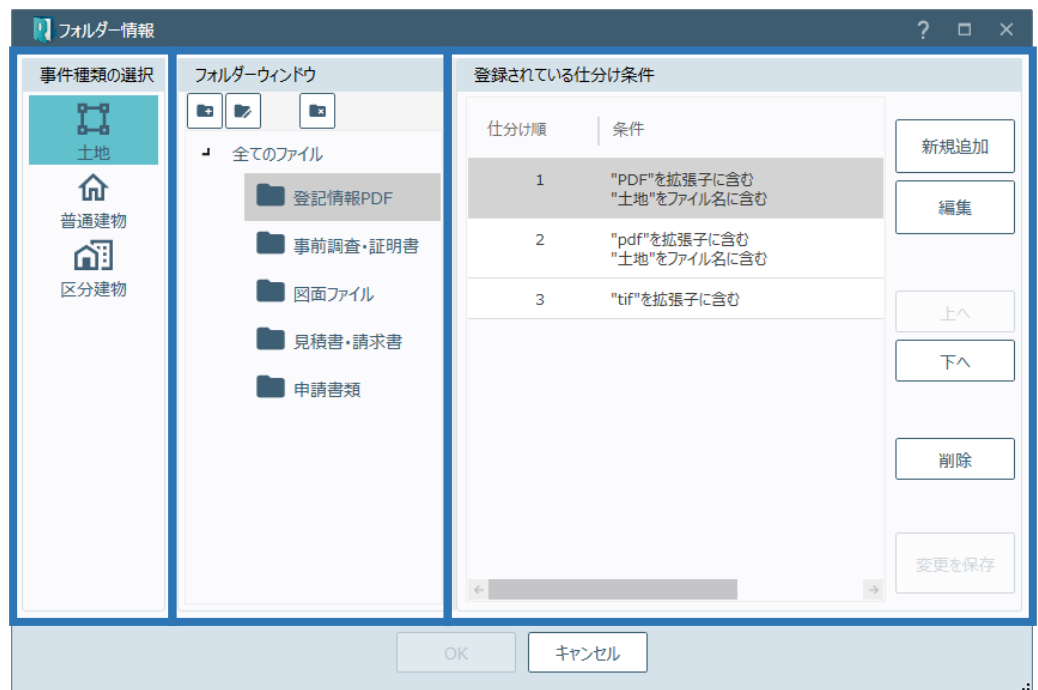 フォルダー情報
事件種類の選択
土地
普通建物
区分建物
フォルダーウィンドウ
全てのファイル
登記情報PDF
事前調査・証明書
図面ファイル
見積書・請求書
申請書類
登録されている仕分け条件
仕分け順 条件
1 "PDF"を拡張子に含む
"土地"をファイル名に含む
2 "pdf"を拡張子に含む
"土地"をファイル名に含む
3 "tif"を拡張子に含む
新規追加
編集
上へ
下へ
削除
変更を保存
OK
キャンセル